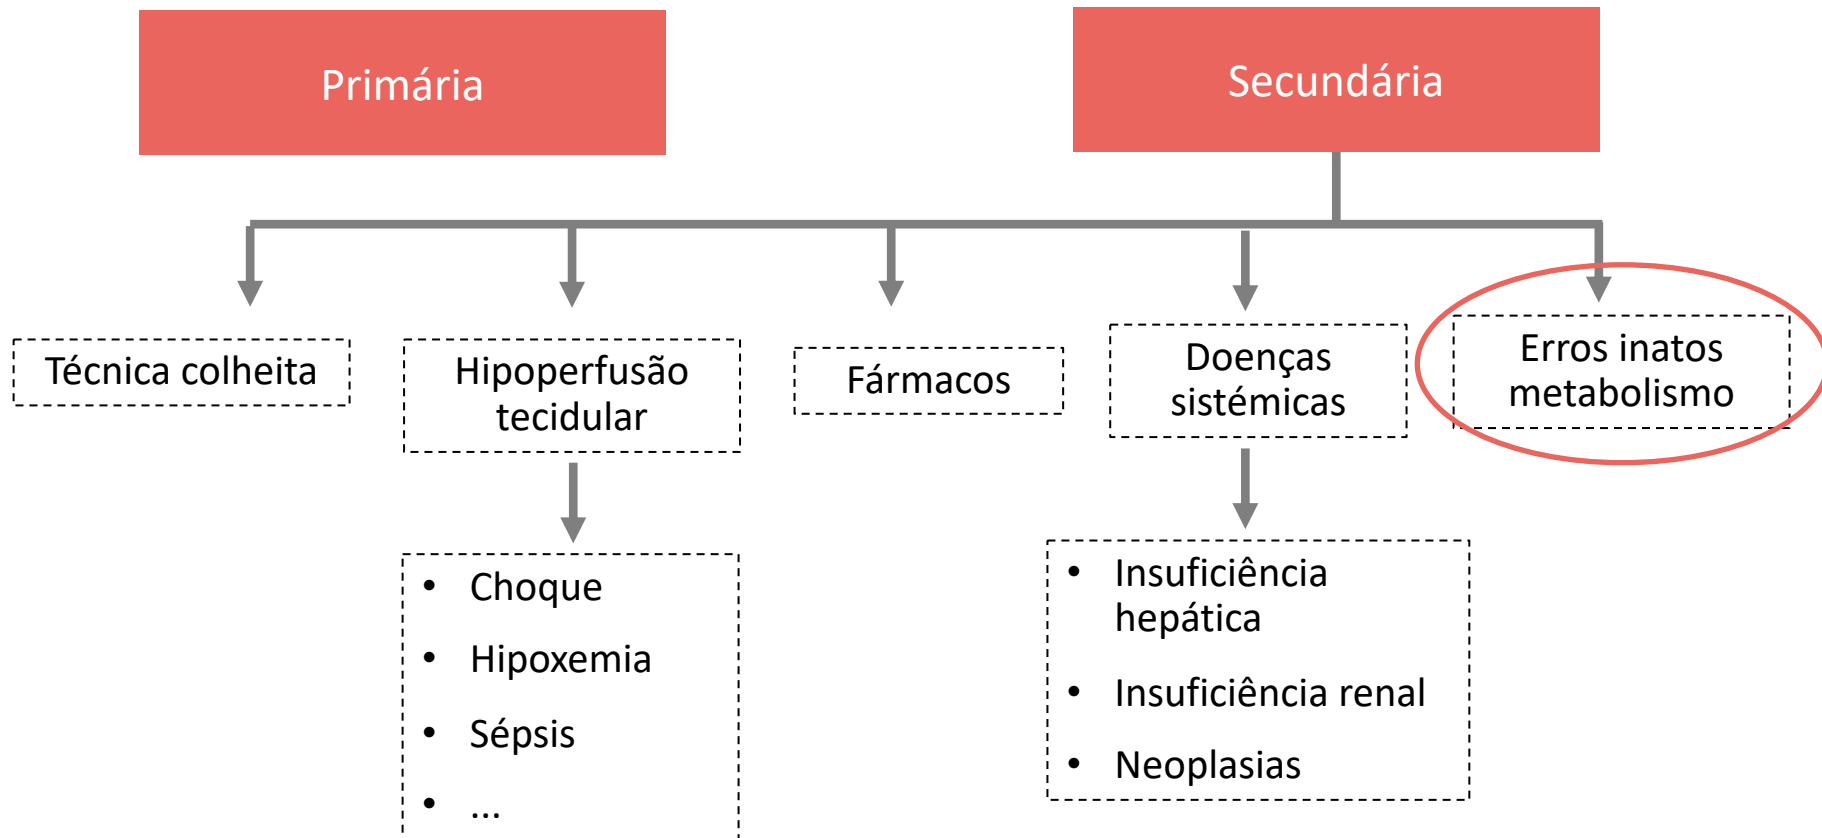 Primária
Secundária
Técnica colheita
Hipoperfusão
tecidular
Fármacos
Doenças
sistémicas
Erros inatos
metabolismo
• Choque
• Hipoxemia
• Sépsis
• ...
• Insuficiência
hepática
• Insuficiência renal
• Neoplasias